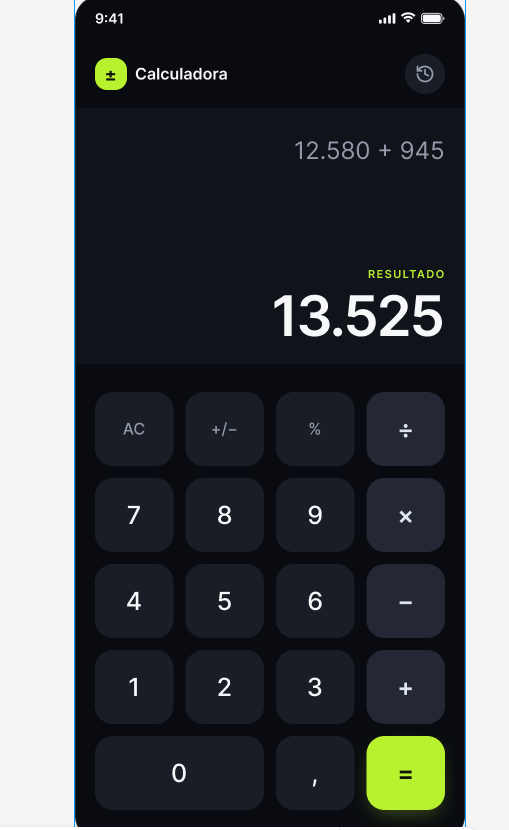 9:41
± Calculadora
12.580 + 945
RESULTADO
13.525
AC +/− % ÷
7 8 9 ×
4 5 6 −
1 2 3 +
0 , =